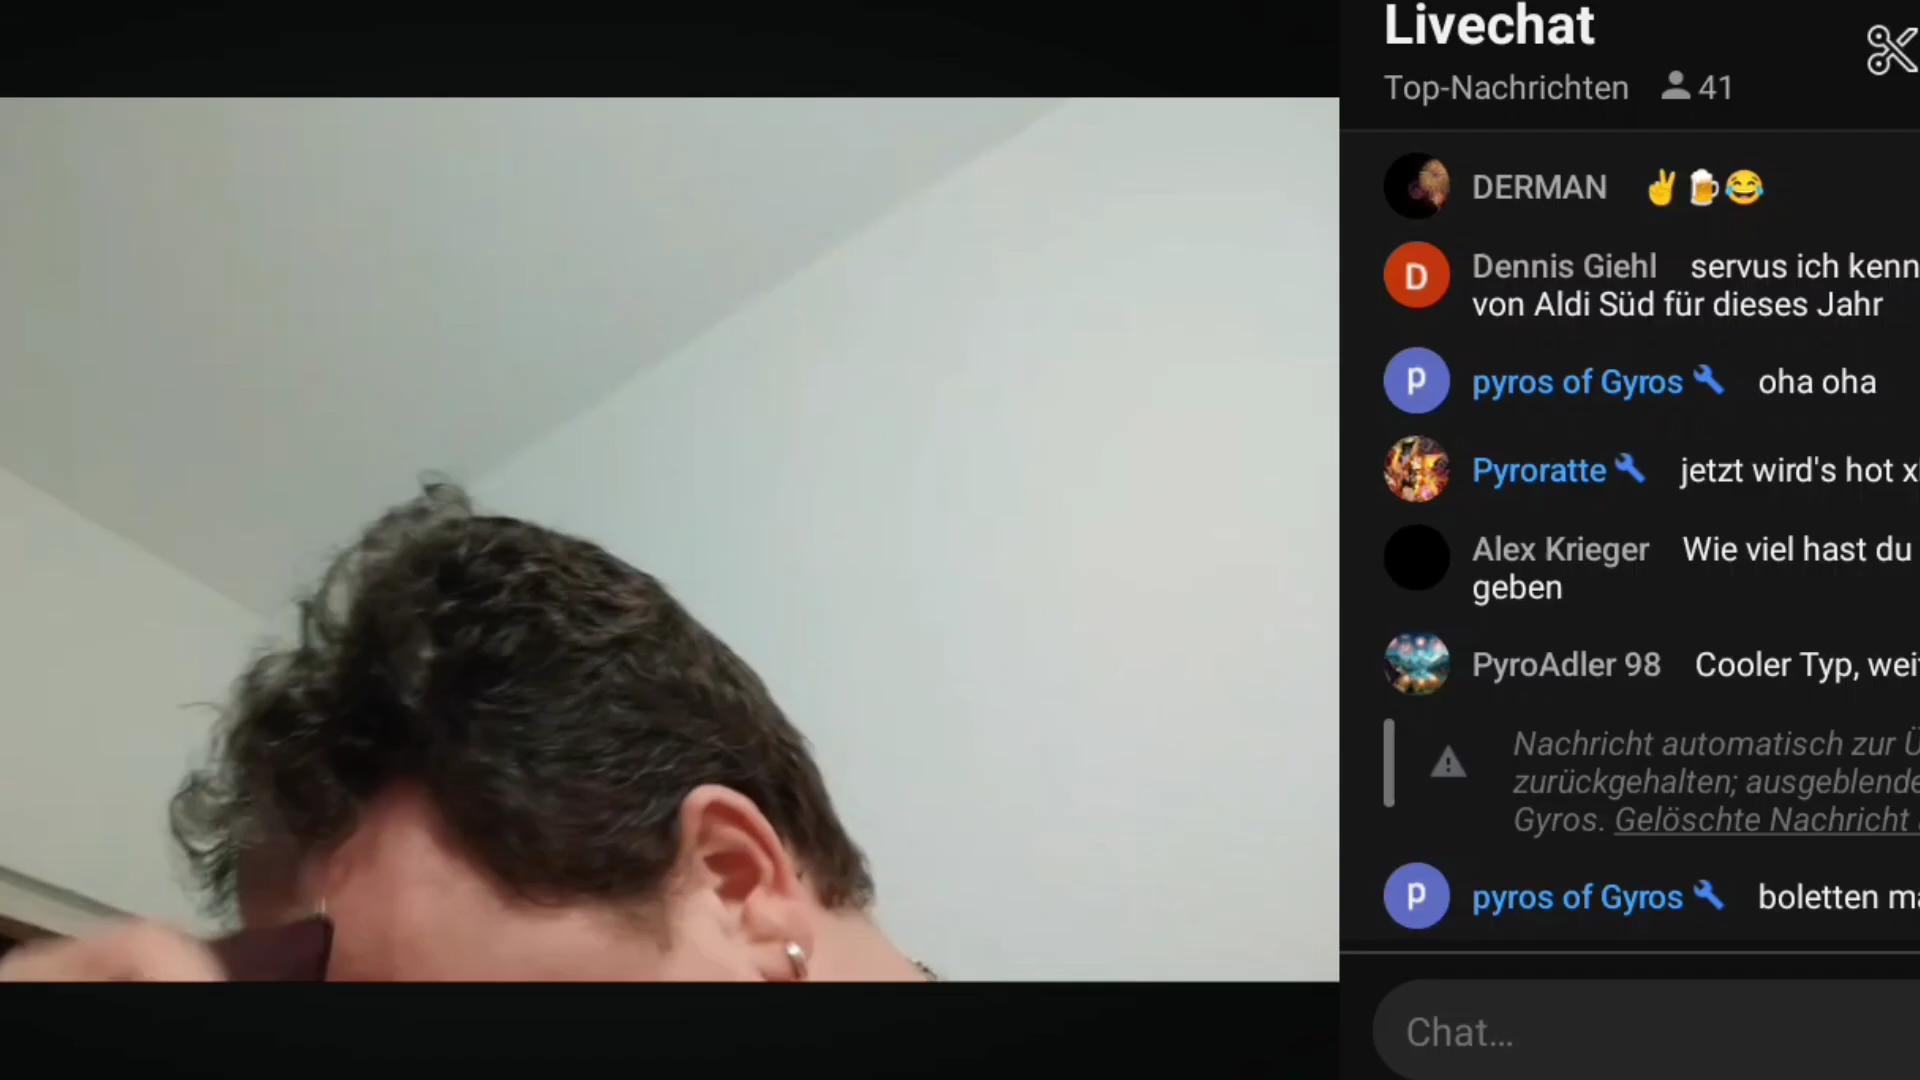 Livechat
Top-Nachrichten 41
DERMAN ✌🍺😂
D Dennis Giehl servus ich kenn
von Aldi Süd für dieses Jahr
p pyros of Gyros oha oha
Pyroratte jetzt wird's hot
Alex Krieger Wie viel hast du
geben
PyroAdler 98 Cooler Typ,
Nachricht automatisch zur
zurückgehalten;
Gyros. Gelöschte Nachricht
p pyros of Gyros boletten
Chat...